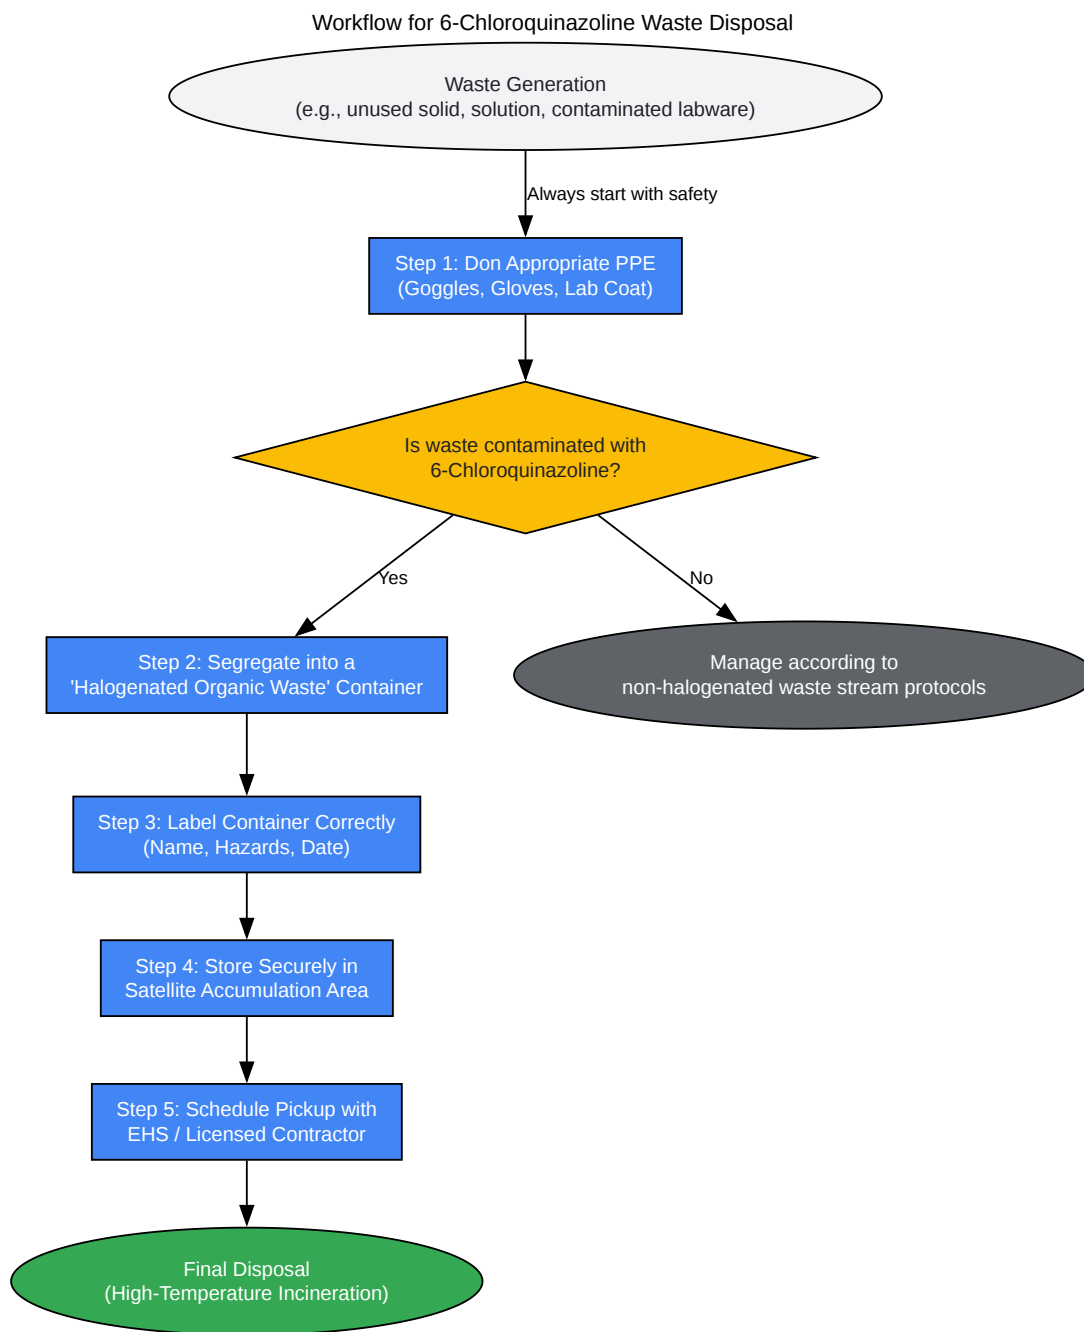 Workflow for 6-Chloroquinazoline Waste Disposal
Waste Generation
(e.g., unused solid, solution, contaminated labware)
Always start with safety
Step 1: Don Appropriate PPE
(Goggles, Gloves, Lab Coat)
Is waste contaminated with
6-Chloroquinazoline?
Yes
No
Step 2: Segregate into a
'Halogenated Organic Waste' Container
Manage according to
non-halogenated waste stream protocols
Step 3: Label Container Correctly
(Name, Hazards, Date)
Step 4: Store Securely in
Satellite Accumulation Area
Step 5: Schedule Pickup with
EHS / Licensed Contractor
Final Disposal
(High-Temperature Incineration)